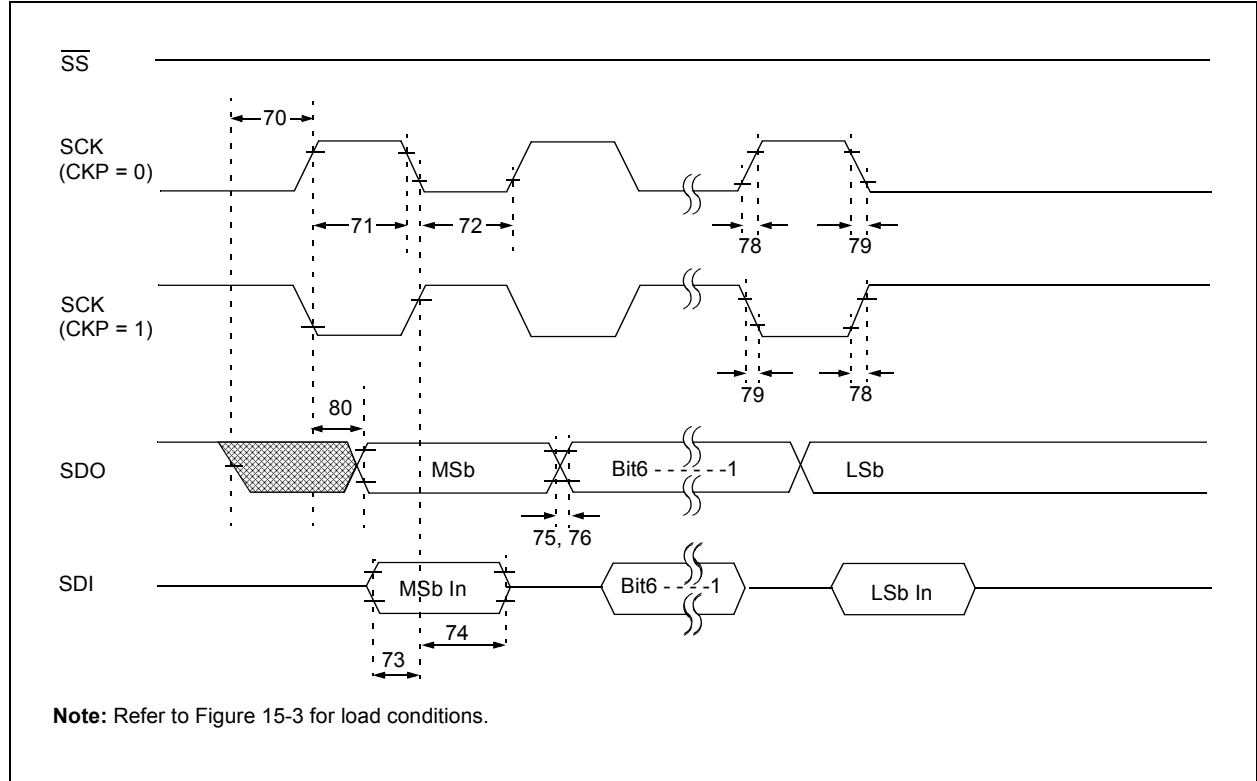 SS
70
SCK
(CKP = 0)
71
72
78
79
SCK
(CKP = 1)
79
78
80
SDO
MSb
Bit6 - - - - - -1
LSb
75, 76
SDI
MSb In
Bit6 - - - -1
LSb In
74
73
Note: Refer to Figure 15-3 for load conditions.